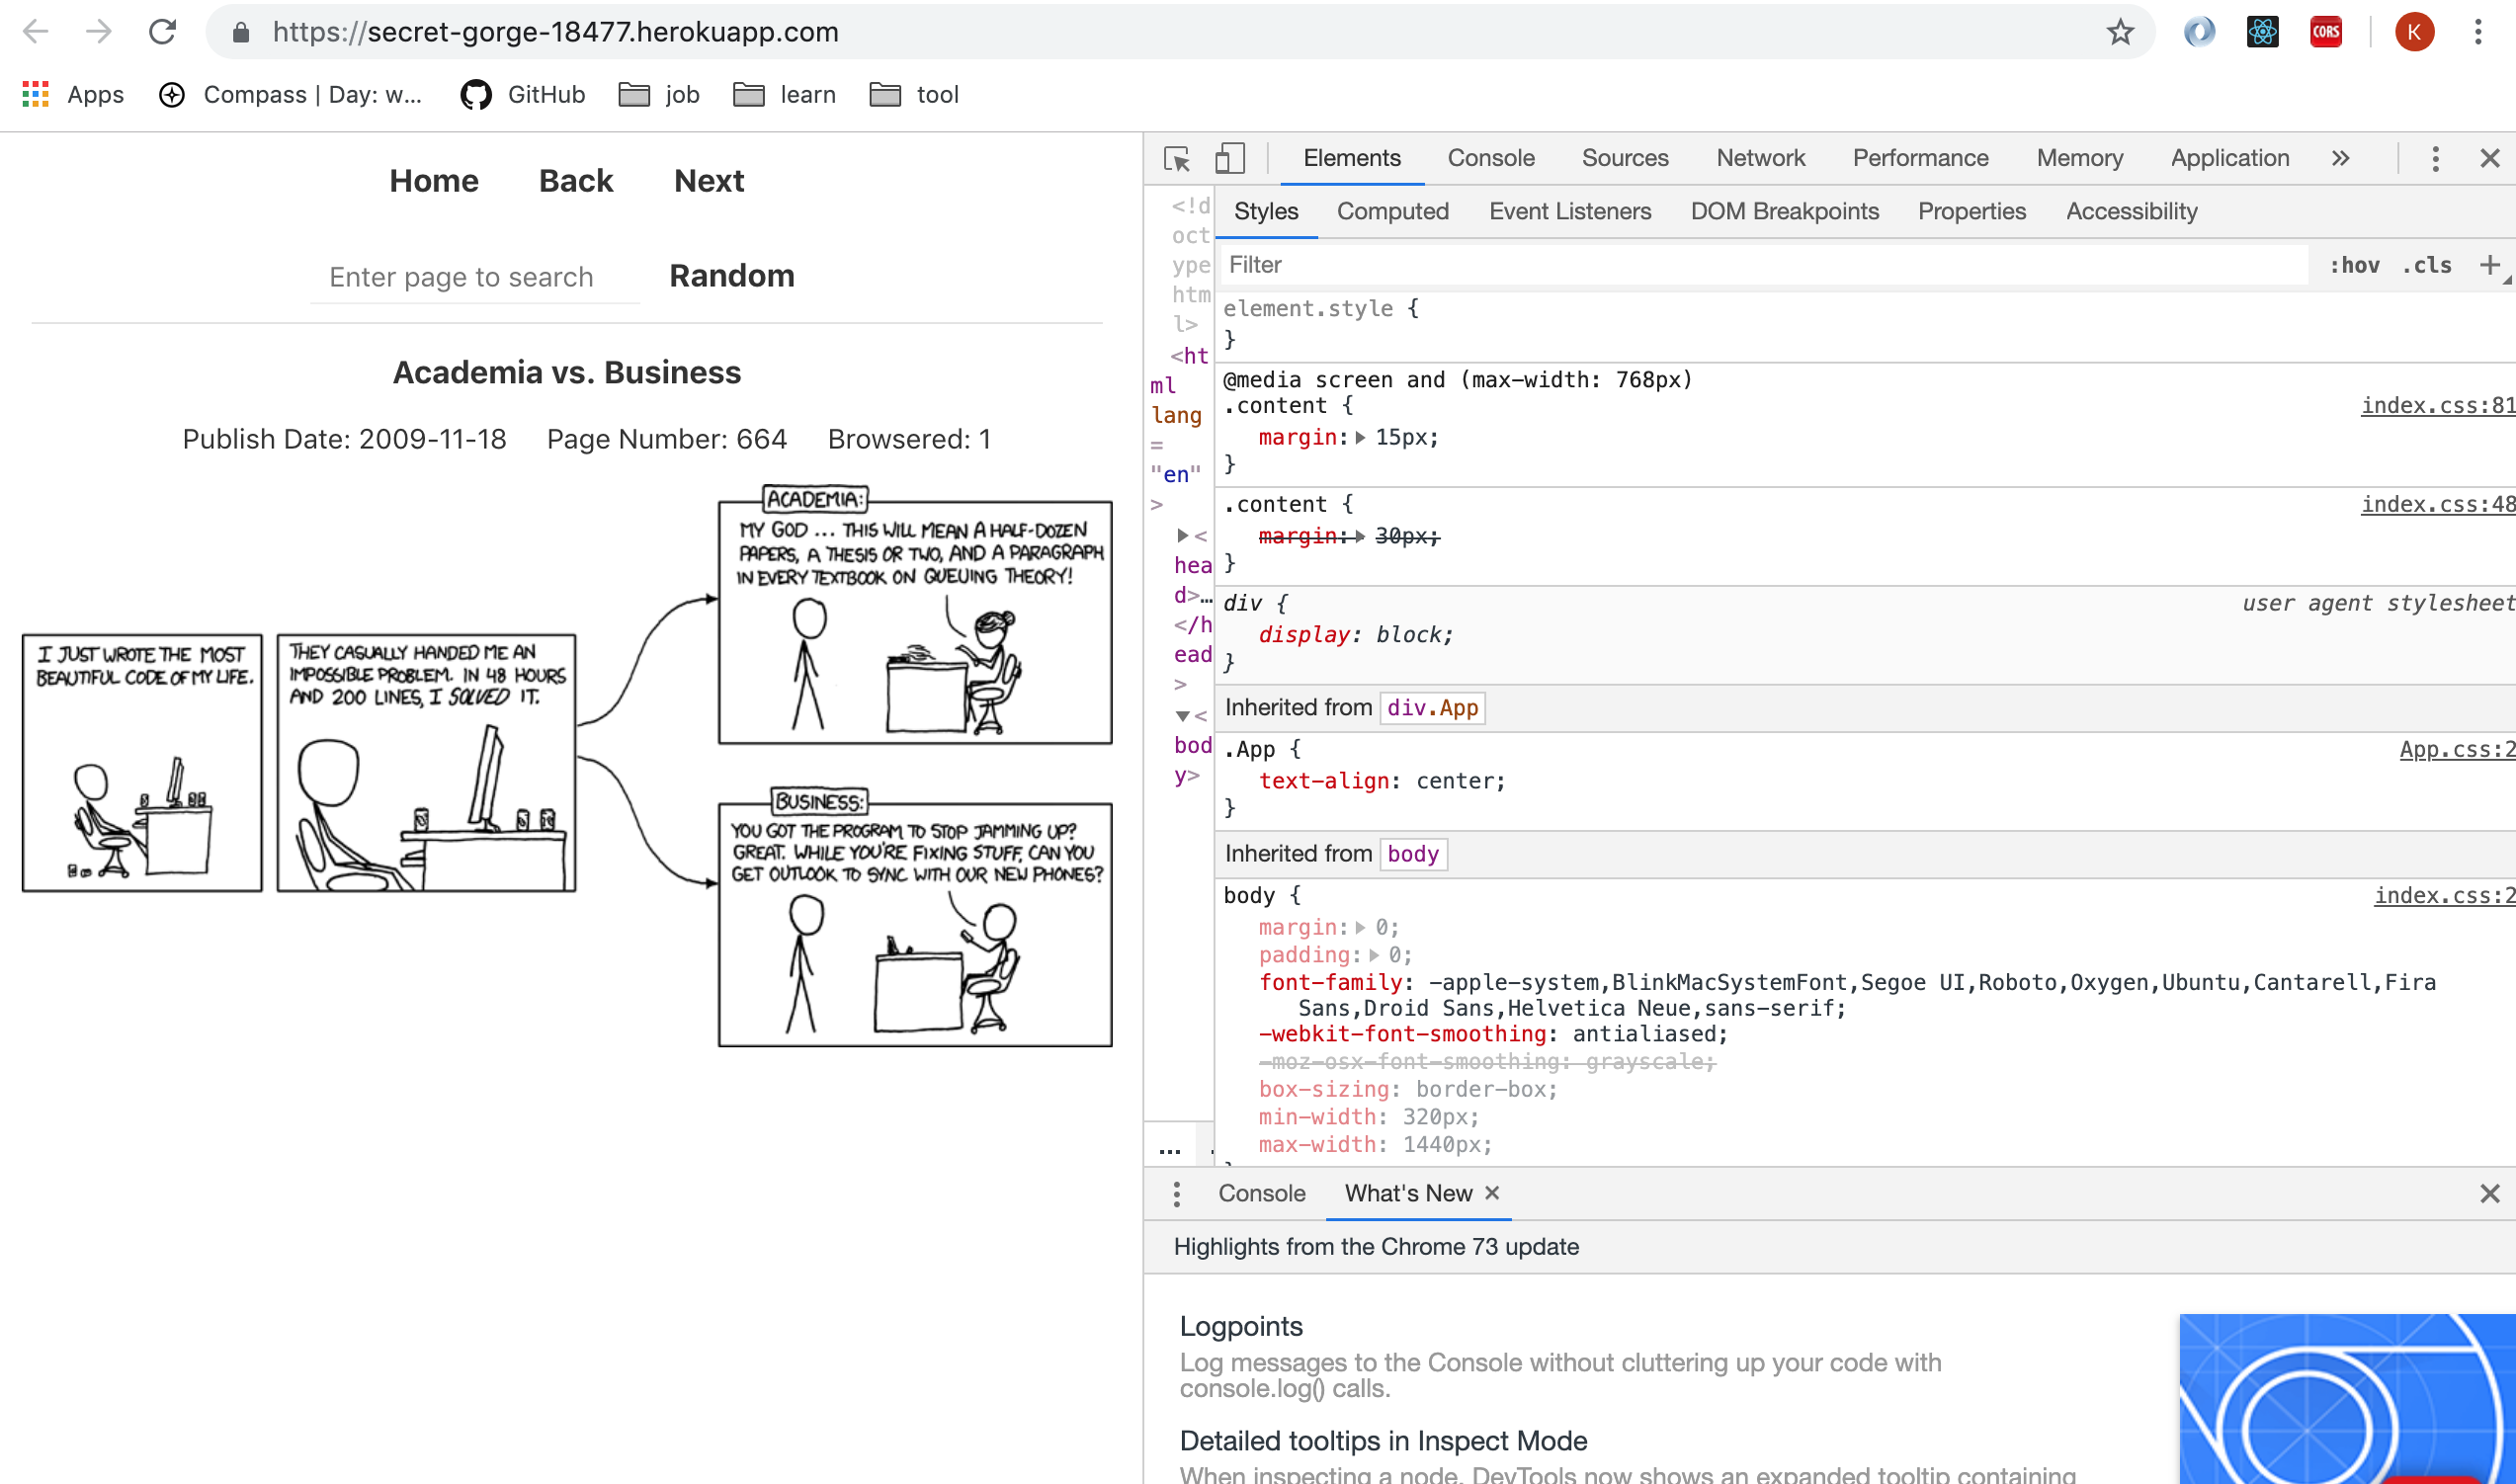 https://secret-gorge-18477.herokuapp.com
CORS
K
Apps
Compass | Day: w...
GitHub
job
learn
tool
Home Back Next
Enter page to search Random
Academia vs. Business
Publish Date: 2009-11-18 Page Number: 664 Browsered: 1
I JUST WROTE THE MOST
BEAUTIFUL CODE OF MY LIFE.
THEY CASUALLY HANDED ME AN
IMPOSSIBLE PROBLEM. IN 48 HOURS
AND 200 LINES, I SOLVED IT.
ACADEMIA:
MY GOD ... THIS WILL MEAN A HALF-DOZEN
PAPERS, A THESIS OR TWO, AND A PARAGRAPH
IN EVERY TEXTBOOK ON QUEUING THEORY!
BUSINESS:
YOU GOT THE PROGRAM TO STOP JAMMING UP?
GREAT. WHILE YOU'RE FIXING STUFF, CAN YOU
GET OUTLOOK TO SYNC WITH OUR NEW PHONES?
Elements Console Sources Network Performance Memory Application »
<!d
oct
ype
htm
l>
<ht
ml
lang
=
"en"
>
<
hea
d>…
</h
ead
>
<
bod
y>
...
Styles Computed Event Listeners DOM Breakpoints Properties Accessibility
Filter :hov .cls +
element.style {
}
@media screen and (max-width: 768px)
.content { index.css:81
margin: 15px;
}
.content { index.css:48
margin: 30px;
}
div { user agent stylesheet
display: block;
}
Inherited from div.App
.App { App.css:2
text-align: center;
}
Inherited from body
body { index.css:2
margin: 0;
padding: 0;
font-family: -apple-system,BlinkMacSystemFont,Segoe UI,Roboto,Oxygen,Ubuntu,Cantarell,Fira
Sans,Droid Sans,Helvetica Neue,sans-serif;
-webkit-font-smoothing: antialiased;
-moz-osx-font-smoothing: grayscale;
box-sizing: border-box;
min-width: 320px;
max-width: 1440px;
Console What's New
Highlights from the Chrome 73 update
Logpoints
Log messages to the Console without cluttering up your code with
console.log() calls.
Detailed tooltips in Inspect Mode
When inspecting a node, DevTools now shows an expanded tooltip containing